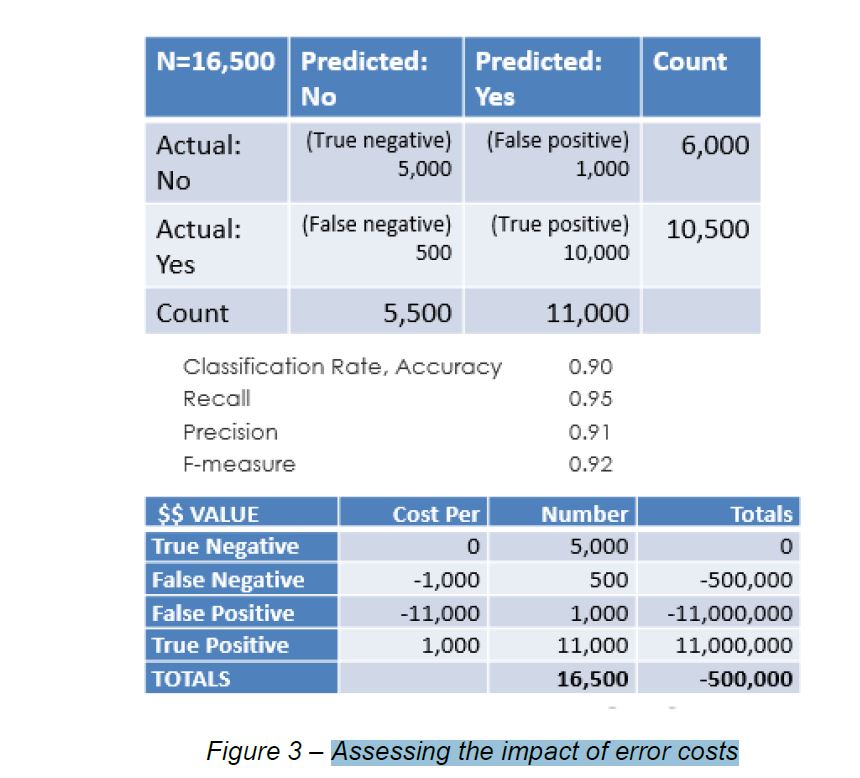 N=16,500 Predicted: Predicted: Count
No Yes
Actual: (True negative) (False positive) 6,000
No 5,000 1,000
Actual: (False negative) (True positive) 10,500
Yes 500 10,000
Count 5,500 11,000
Classification Rate, Accuracy 0.90
Recall 0.95
Precision 0.91
F-measure 0.92
$$ VALUE Cost Per Number Totals
True Negative 0 5,000 0
False Negative -1,000 500 -500,000
False Positive -11,000 1,000 -11,000,000
True Positive 1,000 11,000 11,000,000
TOTALS 16,500 -500,000
Figure 3 – Assessing the impact of error costs